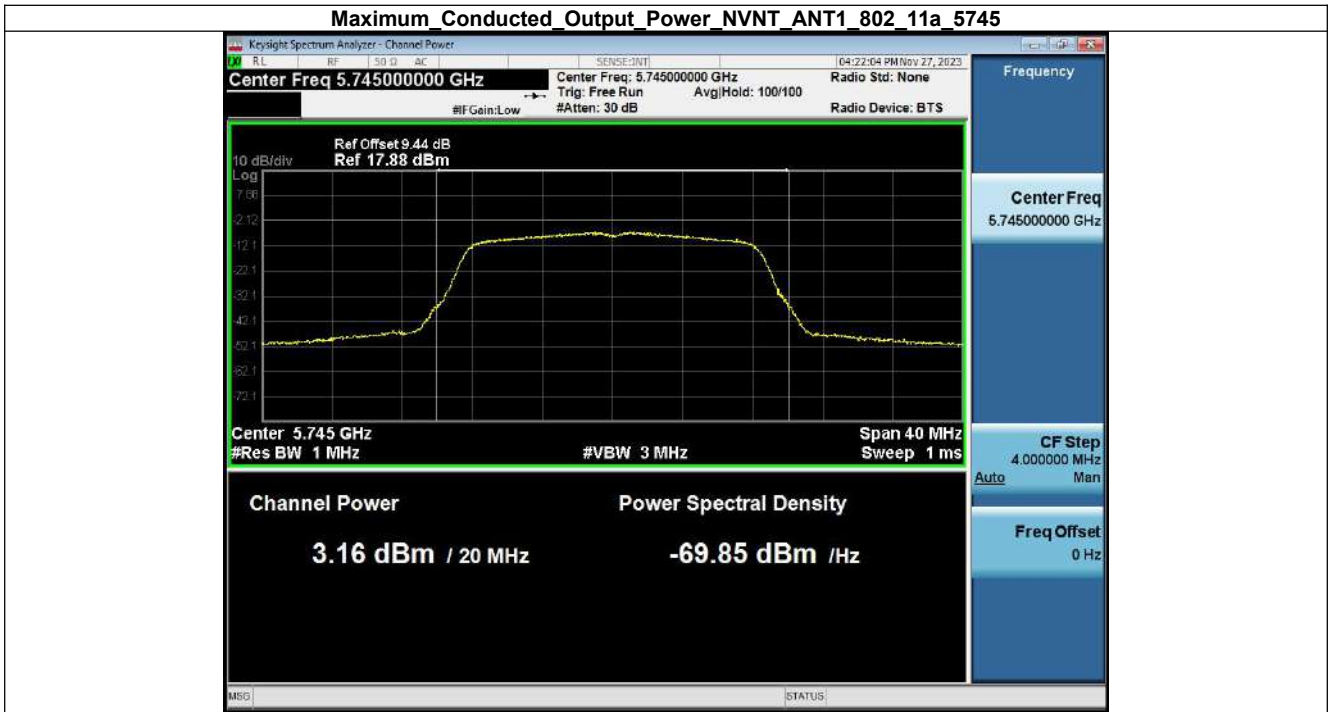 Maximum_Conducted_Output_Power_NVNT_ANT1_802_11a_5745
Keysight Spectrum Analyzer - Channel Power
RL RF 50 Ω AC SENSE:INT 04:22:04 PM Nov 27, 2023
Center Freq 5.745000000 GHz
Center Freq: 5.745000000 GHz Radio Std: None
Trig: Free Run Avg|Hold: 100/100
#IFGain:Low #Atten: 30 dB Radio Device: BTS
Frequency
Ref Offset 9.44 dB
10 dB/div Ref 17.88 dBm
Log
7.88
-2.12
-12.1
-22.1
-32.1
-42.1
-52.1
-62.1
-72.1
Center 5.745 GHz Span 40 MHz
#Res BW 1 MHz #VBW 3 MHz Sweep 1 ms
Channel Power Power Spectral Density
3.16 dBm / 20 MHz -69.85 dBm /Hz
Center Freq
5.745000000 GHz
CF Step
4.000000 MHz
Auto Man
Freq Offset
0 Hz
MSG STATUS